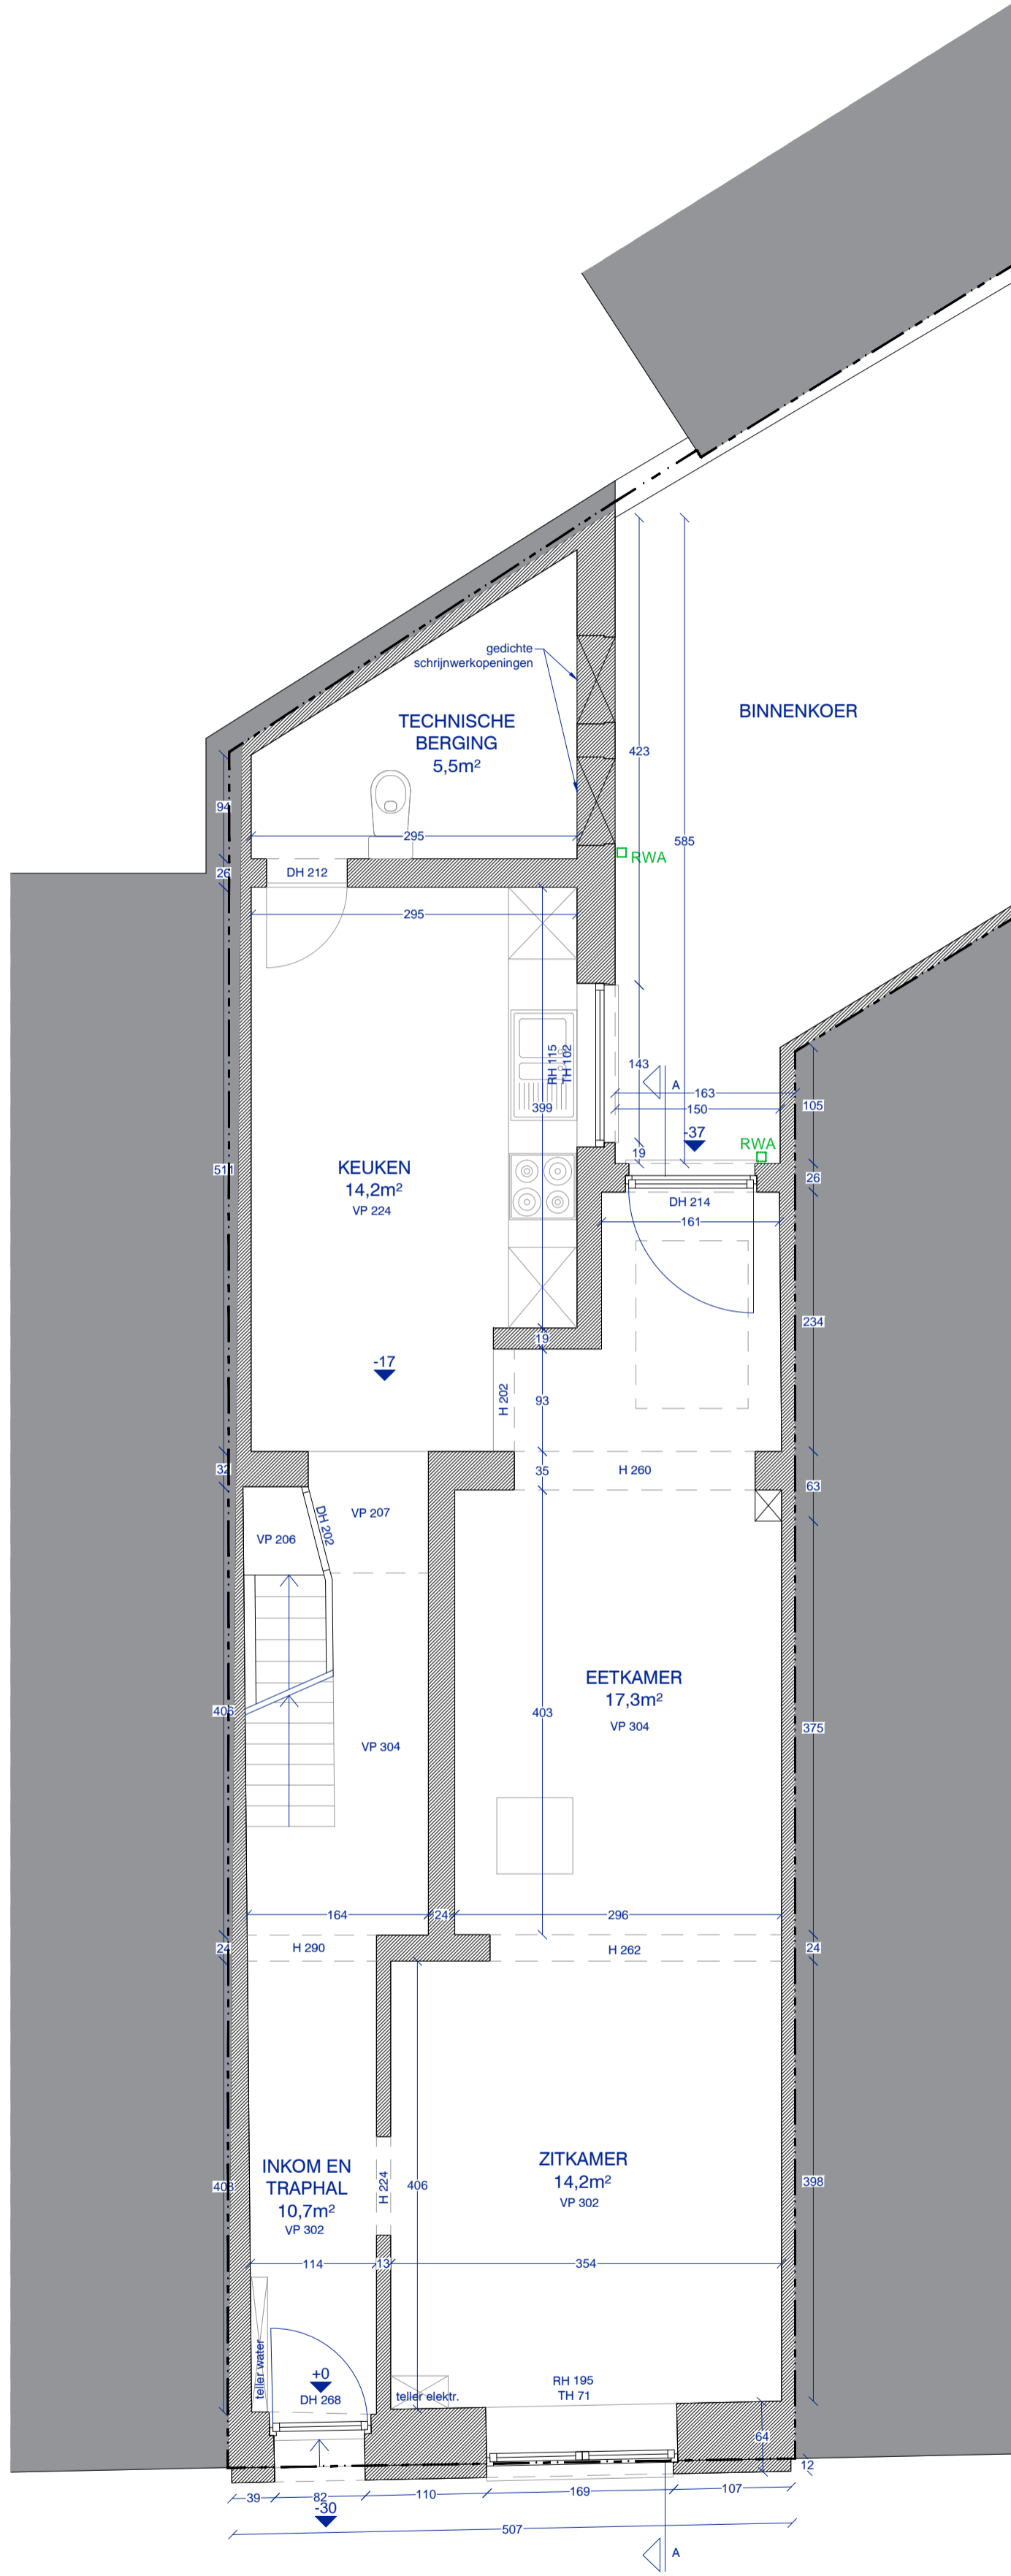 gedichte
schrijnwerkopeningen
TECHNISCHE
BERGING
5,5m²
BINNENKOER
423
94
295
585
RWA
26
DH 212
295
RH 115
TH 102
143
A
163
150
105
399
-37
RWA
19
KEUKEN
14,2m²
VP 224
511
26
DH 214
161
234
19
-17
H 202
93
32
35
H 260
63
DH 202
VP 207
VP 206
EETKAMER
17,3m²
VP 304
406
403
375
VP 304
164
24
296
24
H 290
H 262
24
INKOM EN
TRAPHAL
10,7m²
VP 302
H 224
ZITKAMER
14,2m²
VP 302
406
398
114
13
354
teller water
+0
DH 268
teller elektr.
RH 195
TH 71
64
12
39
82
110
169
107
-30
507
A